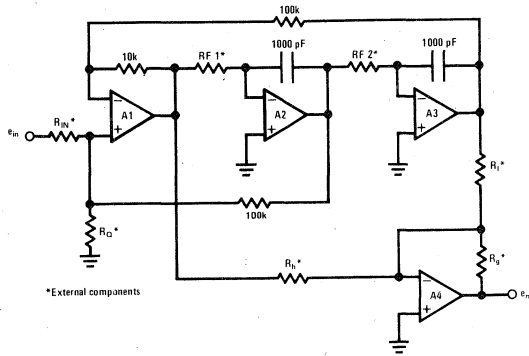 100k
10k
RF 1*
1000 pF
RF 2*
1000 pF
−
A1
+
−
A2
+
−
A3
+
ein
RIN*
RQ*
100k
Rl*
Rh*
Rg*
−
A4
+
en
*External components